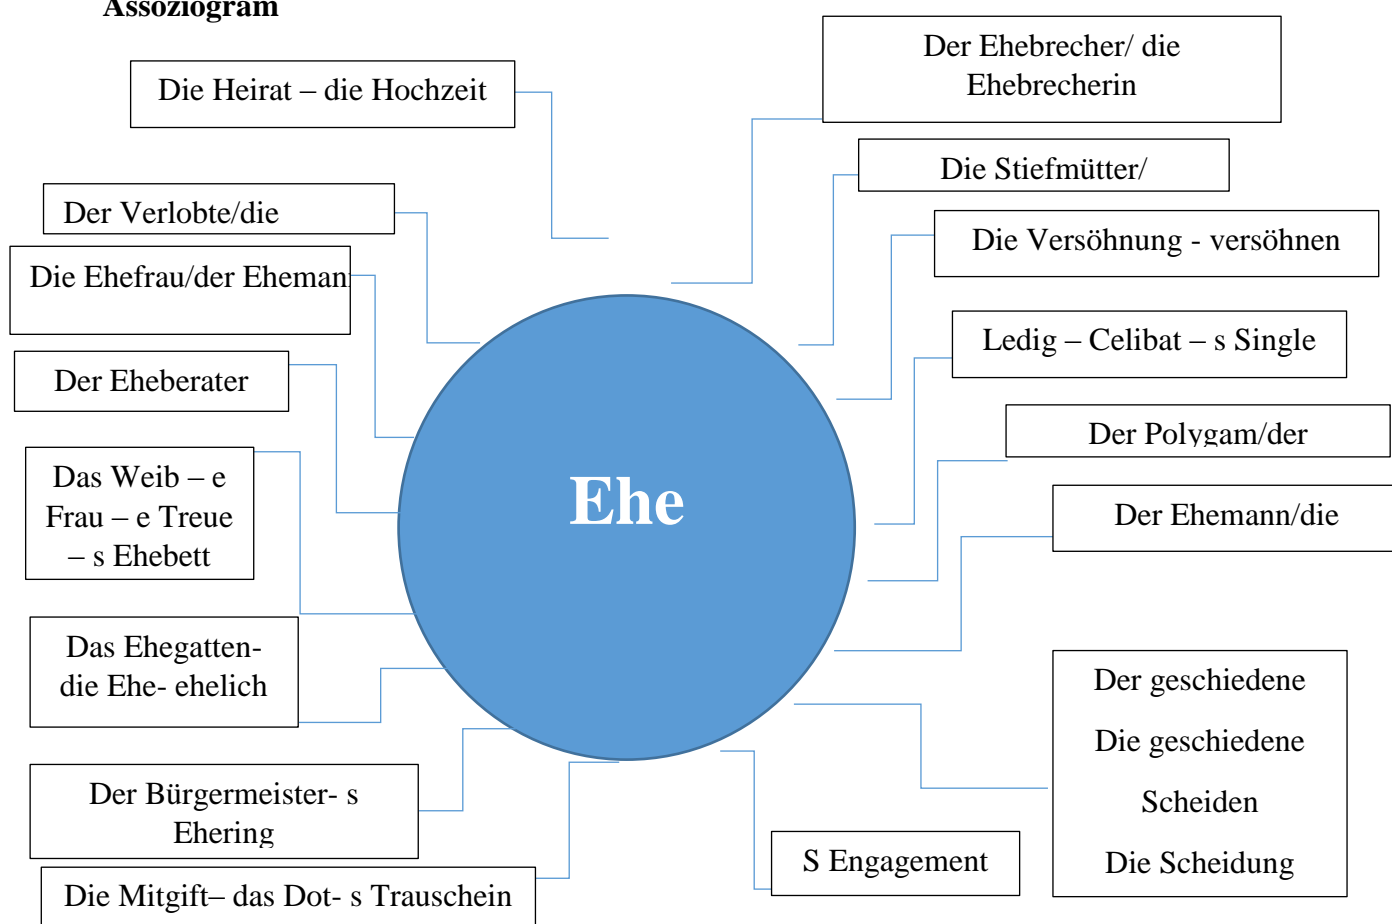 Assoziogram
Die Heirat – die Hochzeit
Der Verlobte/die
Die Ehefrau/der Eheman
Der Eheberater
Das Weib – e
Frau – e Treue
– s Ehebett
Das Ehegatten-
die Ehe- ehelich
Der Bürgermeister- s
Ehering
Die Mitgift– das Dot- s Trauschein
Ehe
Der Ehebrecher/ die
Ehebrecherin
Die Stiefmütter/
Die Versöhnung - versöhnen
Ledig – Celibat – s Single
Der Polygam/der
Der Ehemann/die
Der geschiedene
Die geschiedene
Scheiden
Die Scheidung
S Engagement